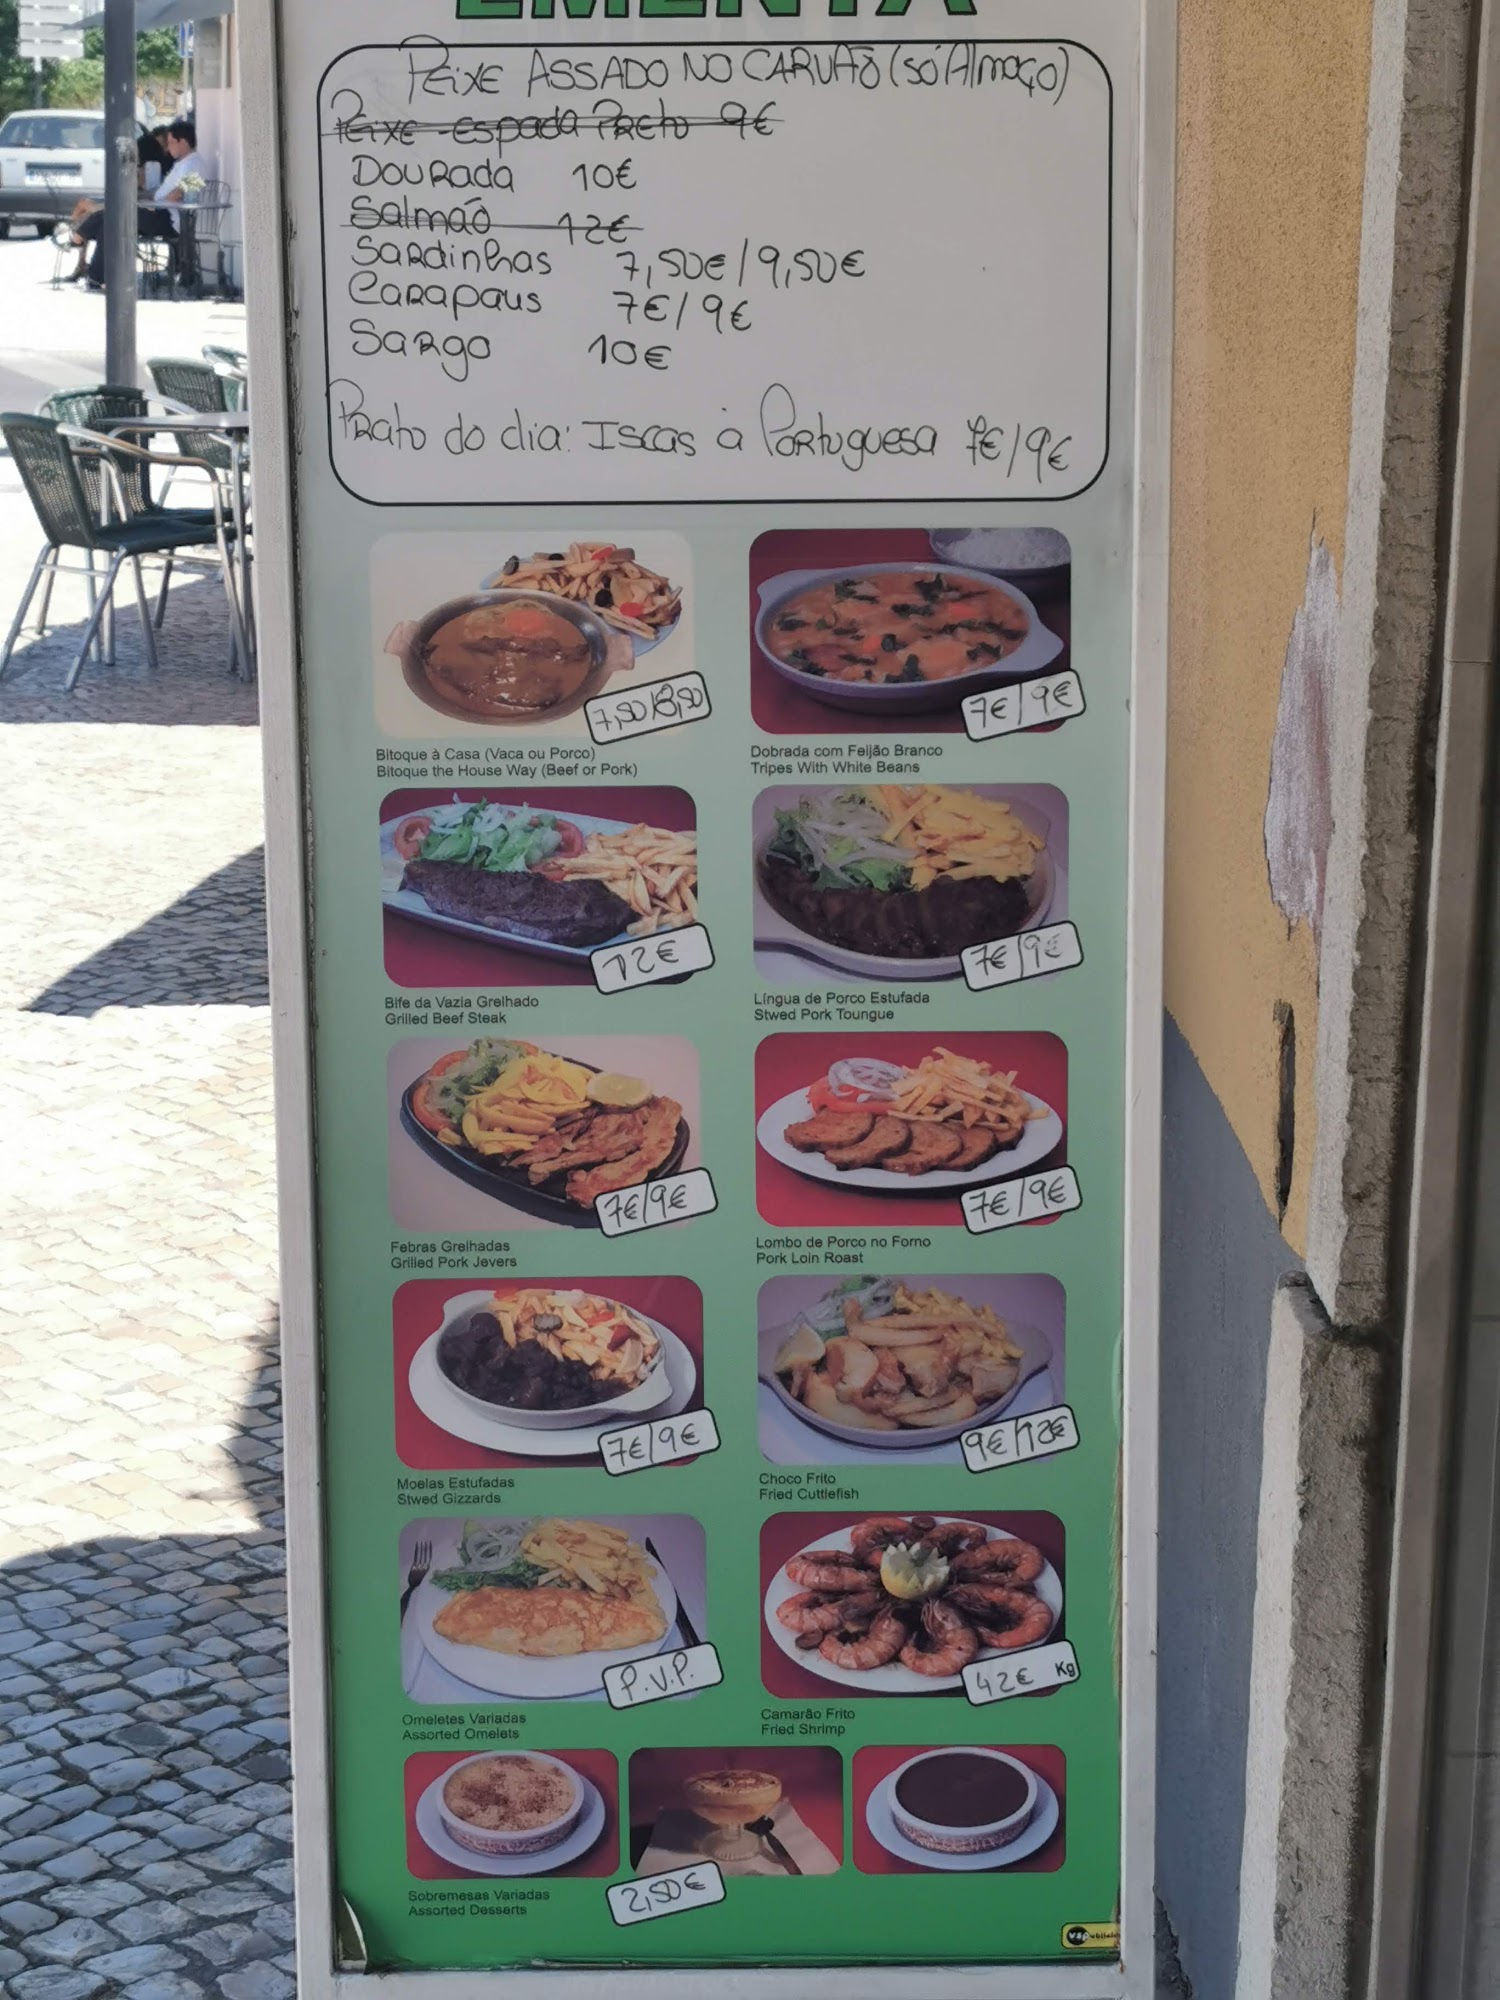 EMENTA
Peixe Assado no Carvão (só Almoço)
Peixe-espada Preto 9€
Dourada 10€
Salmão 12€
Sardinhas 7,50€/9,50€
Carapaus 7€/9€
Sargo 10€
Prato do dia: Iscas à Portuguesa 7€/9€
7,50/8,50
Bitoque à Casa (Vaca ou Porco)
Bitoque the House Way (Beef or Pork)
7€/9€
Dobrada com Feijão Branco
Tripes With White Beans
12€
Bife da Vazia Grelhado
Grilled Beef Steak
7€/9€
Língua de Porco Estufada
Stwed Pork Toungue
7€/9€
Febras Grelhadas
Grilled Pork Jevers
7€/9€
Lombo de Porco no Forno
Pork Loin Roast
7€/9€
Moelas Estufadas
Stwed Gizzards
9€/12€
Choco Frito
Fried Cuttlefish
P.V.P.
Omeletes Variadas
Assorted Omelets
42€ Kg
Camarão Frito
Fried Shrimp
Sobremesas Variadas
Assorted Desserts
2,50€